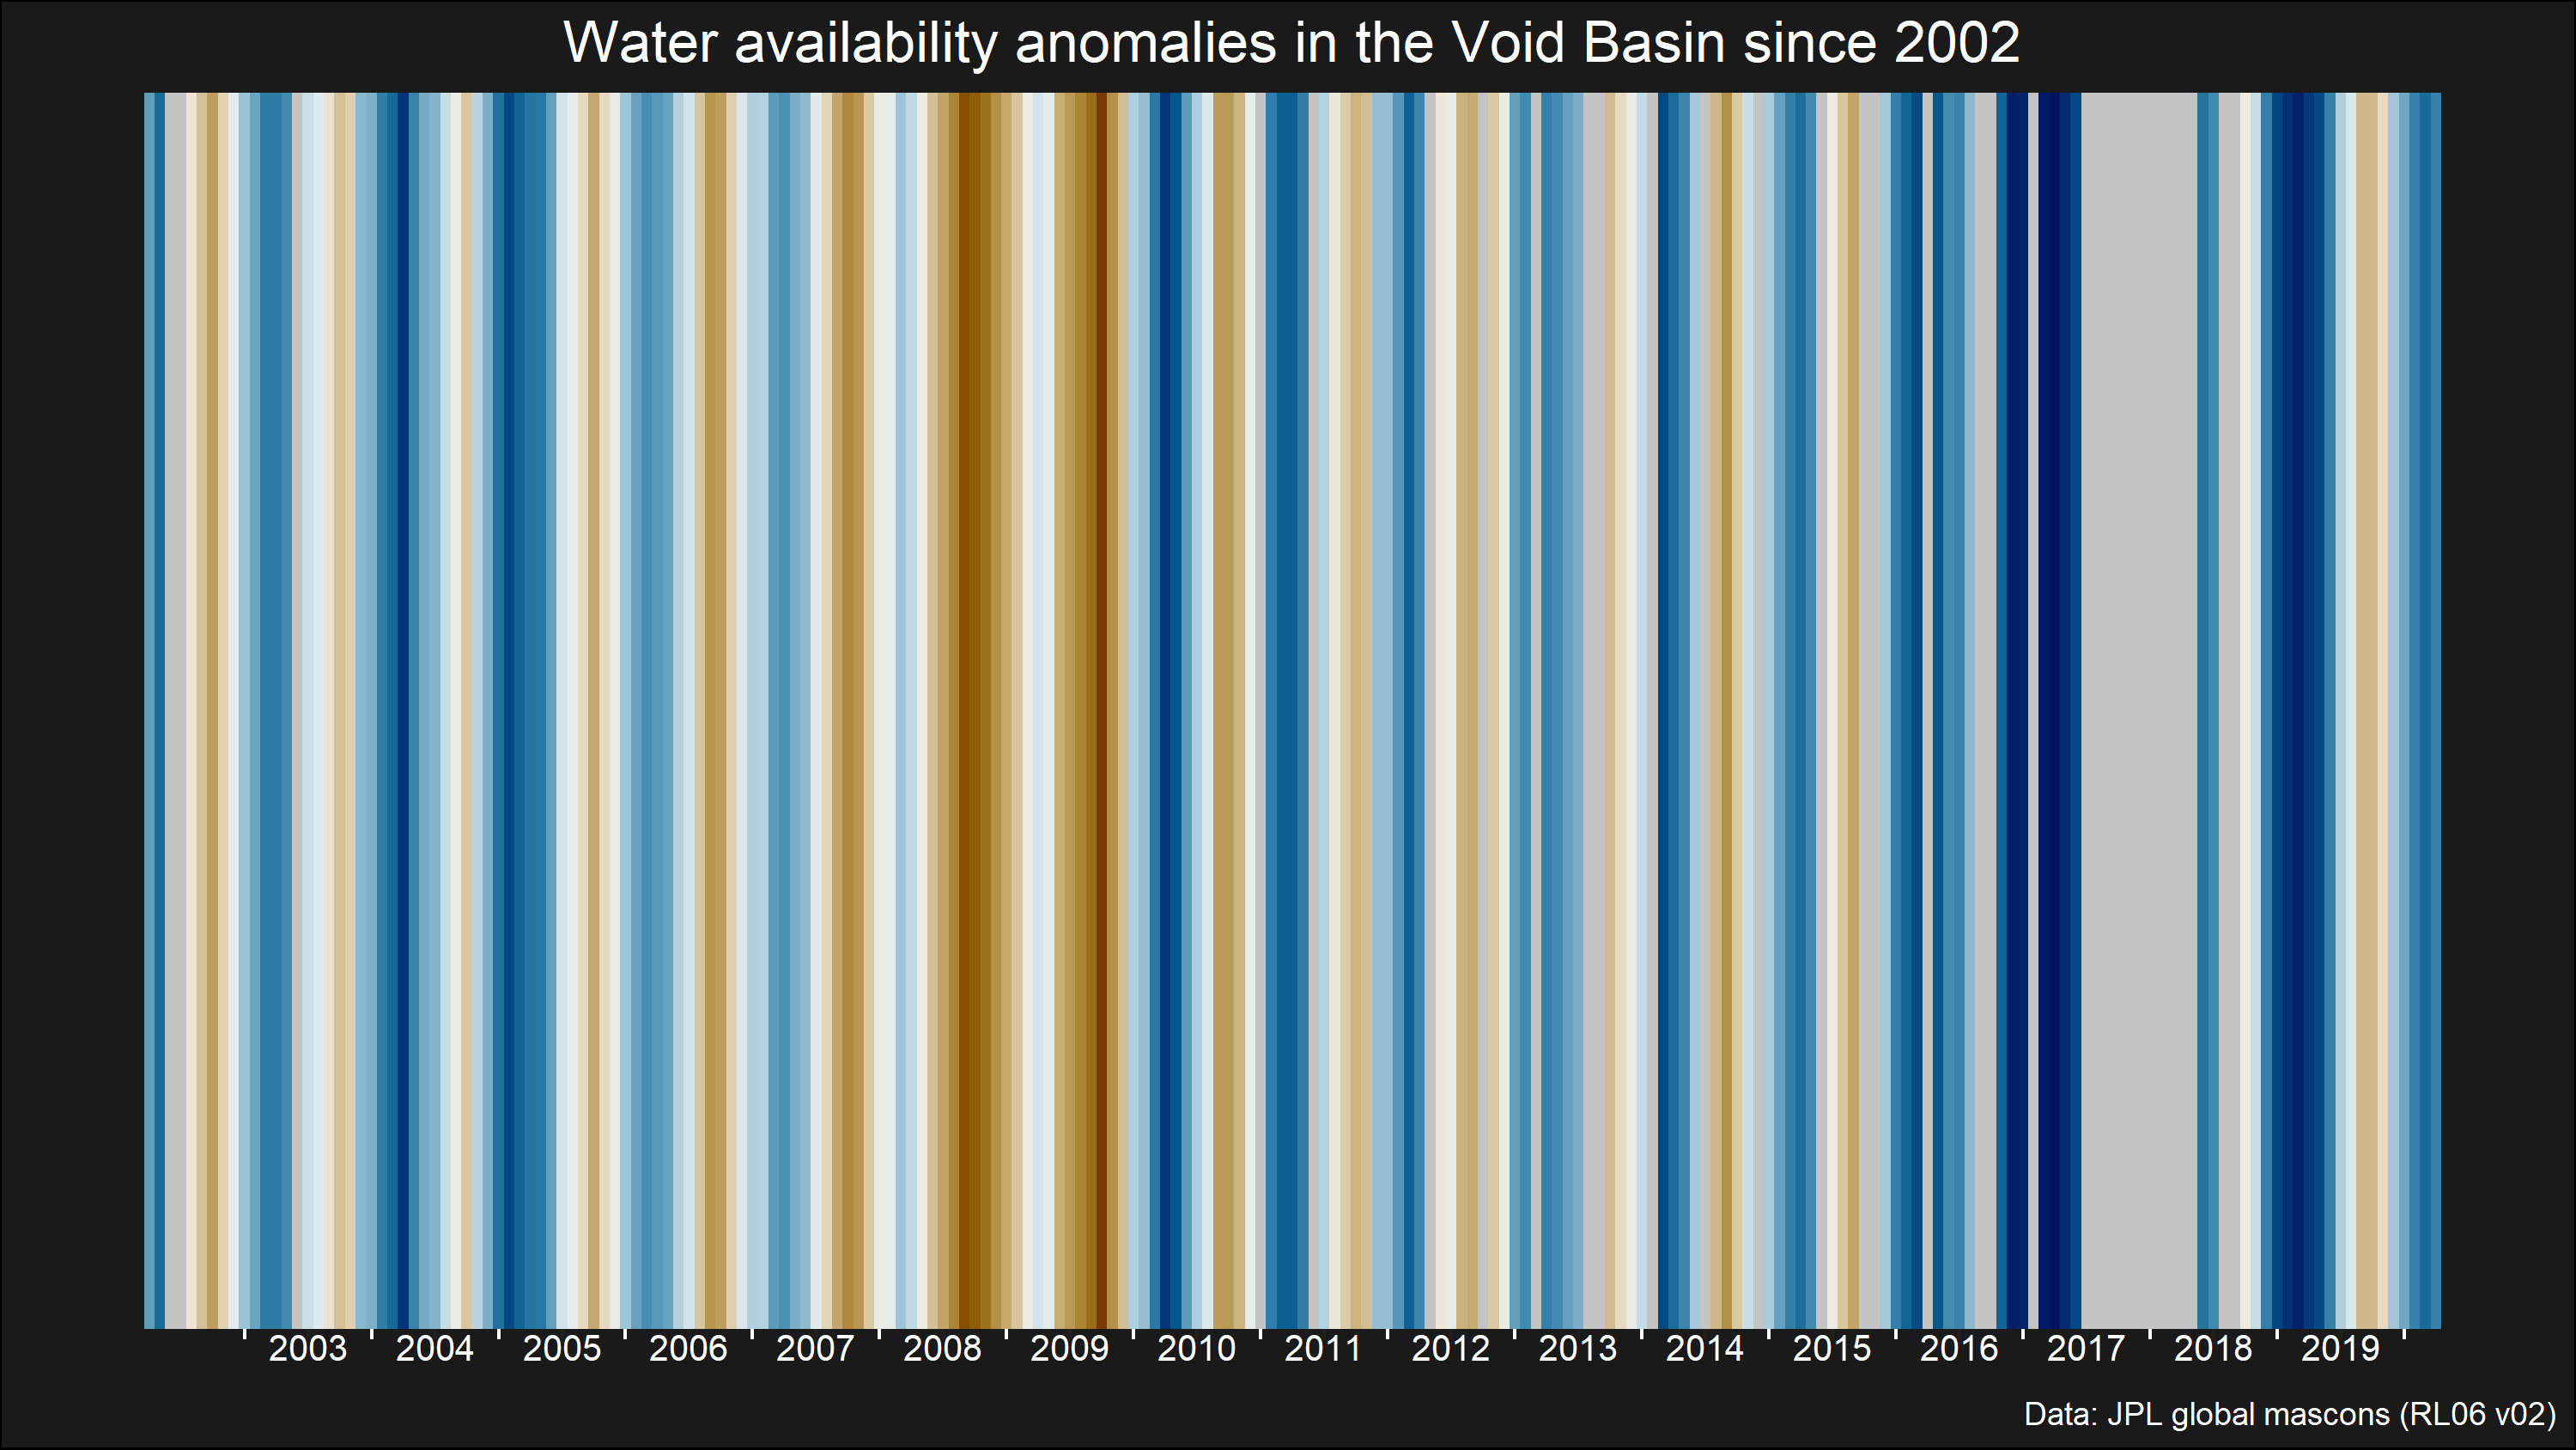 Water availability anomalies in the Void Basin since 2002
2003 2004 2005 2006 2007 2008 2009 2010 2011 2012 2013 2014 2015 2016 2017 2018 2019
Data: JPL global mascons (RL06 v02)